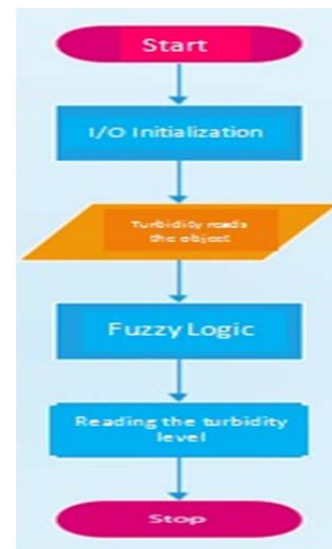 Start
I/O Initialization
Turbidity reads
the object
Fuzzy Logic
Reading the turbidity
level
Stop